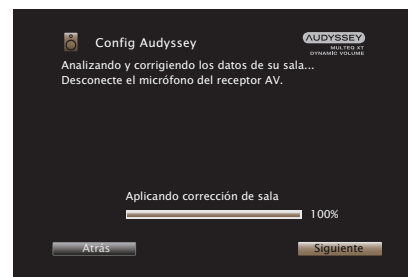 Config Audyssey
AUDYSSEY
MULTEQ XT
DYNAMIC VOLUME
Analizando y corrigiendo los datos de su sala...
Desconecte el micrófono del receptor AV.
Aplicando corrección de sala
100%
Atrás
Siguiente